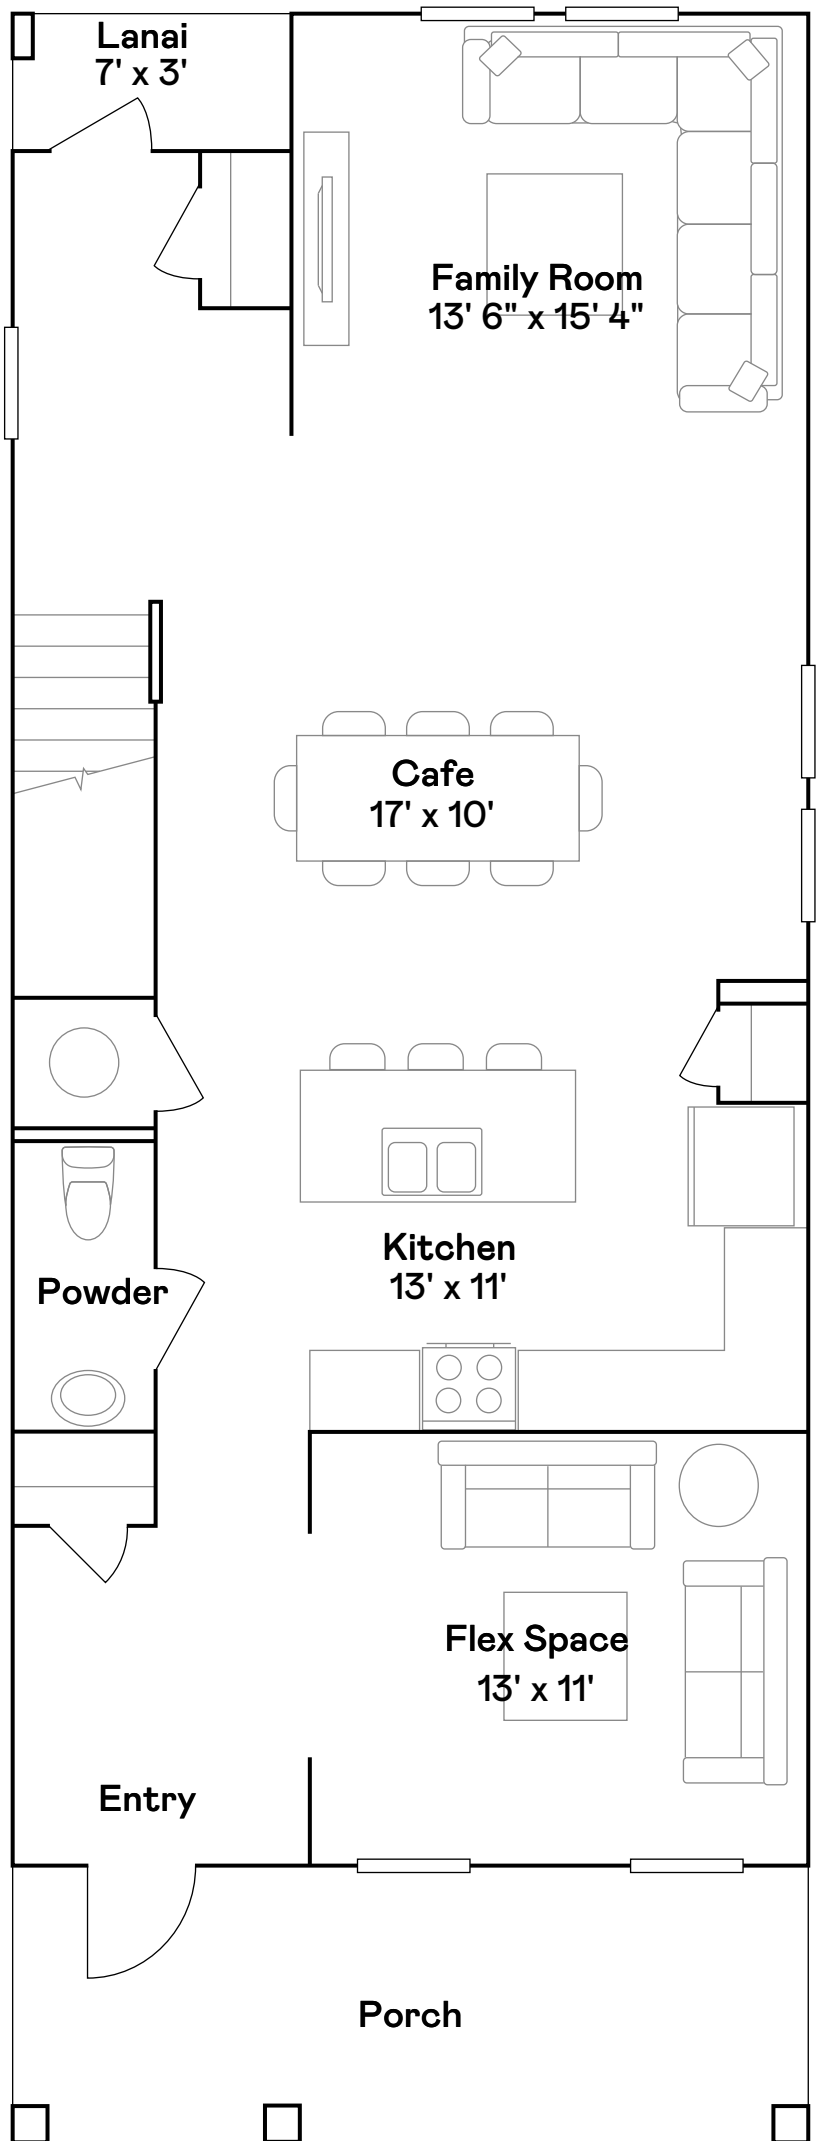 Lanai
7' x 3'
Family Room
13' 6" x 15' 4"
Cafe
17' x 10'
Kitchen
13' x 11'
Powder
Flex Space
13' x 11'
Entry
Porch